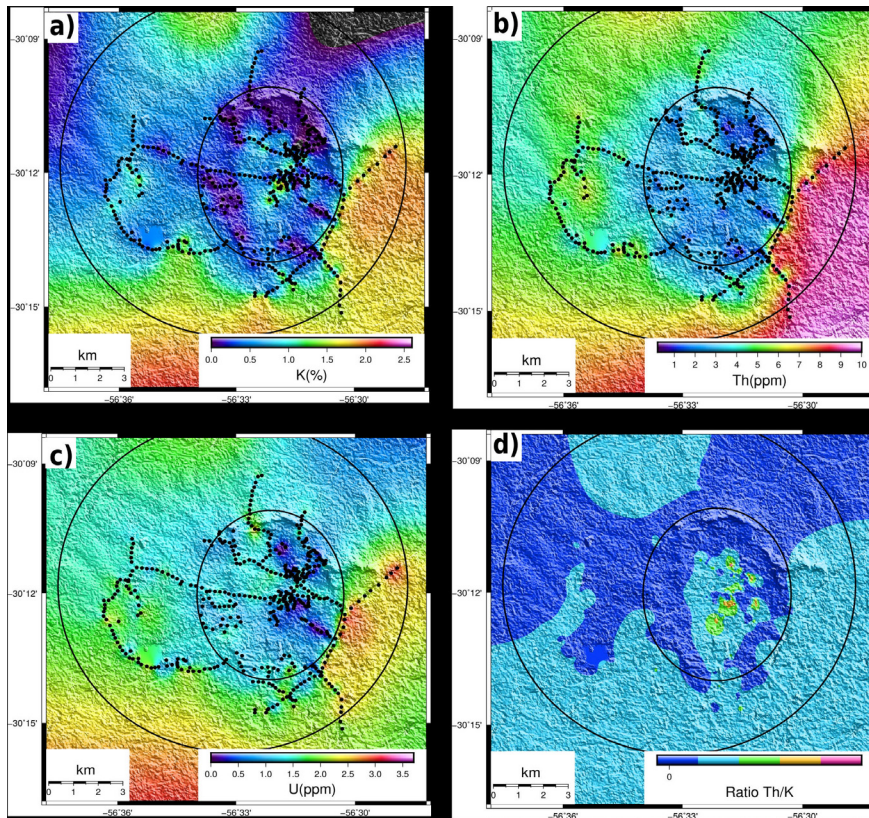 a)
−30°09'
−30°12'
−30°15'
km
0 1 2 3
0.0 0.5 1.0 1.5 2.0 2.5
K(%)
−56°36' −56°33' −56°30'
b)
−30°09'
−30°12'
−30°15'
km
0 1 2 3
1 2 3 4 5 6 7 8 9 10
Th(ppm)
−56°36' −56°33' −56°30'
c)
−30°09'
−30°12'
−30°15'
km
0 1 2 3
0.0 0.5 1.0 1.5 2.0 2.5 3.0 3.5
U(ppm)
−56°36' −56°33' −56°30'
d)
−30°09'
−30°12'
−30°15'
km
0 1 2 3
0
Ratio Th/K
−56°36' −56°33' −56°30'